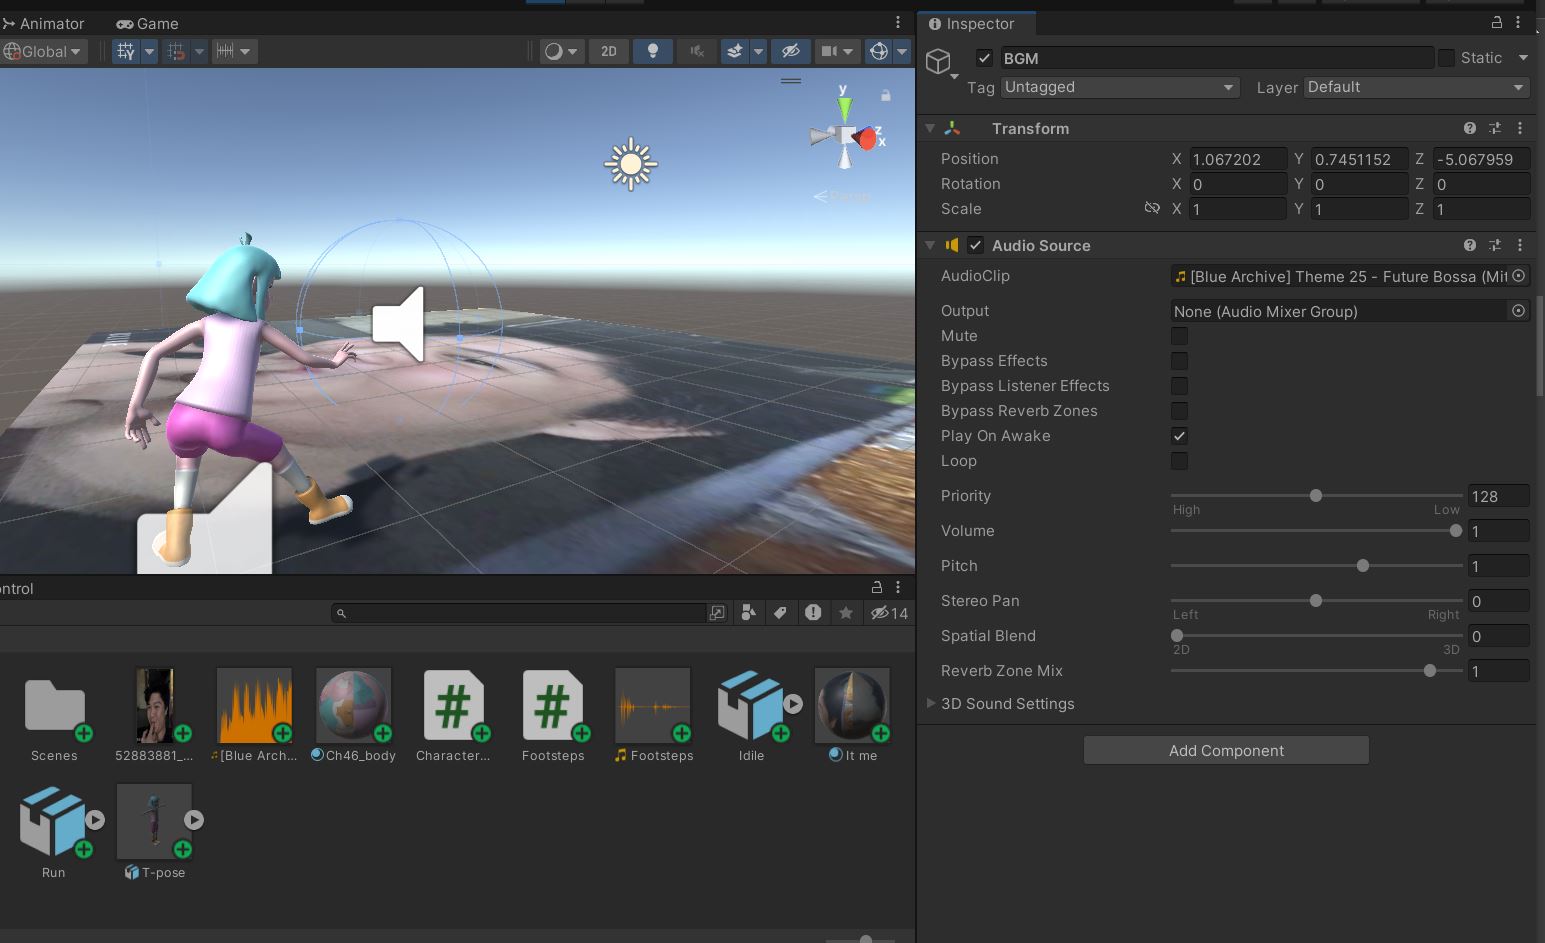 Animator
Game
Inspector
Global
2D
BGM
Static
Tag
Untagged
Layer
Default
y
z
x
Persp
Transform
Position
X
1.067202
Y
0.7451152
Z
-5.067959
Rotation
X
0
Y
0
Z
0
Scale
X
1
Y
1
Z
1
Audio Source
AudioClip
[Blue Archive] Theme 25 - Future Bossa (Mit
Output
None (Audio Mixer Group)
Mute
Bypass Effects
Bypass Listener Effects
Bypass Reverb Zones
Play On Awake
Loop
Priority
128
High
Low
Volume
1
Pitch
1
Stereo Pan
0
Left
Right
Spatial Blend
0
2D
3D
Reverb Zone Mix
1
3D Sound Settings
Add Component
ontrol
14
Scenes
52883881_...
[Blue Arch...
Ch46_body
Character...
Footsteps
Footsteps
Idile
It me
Run
T-pose